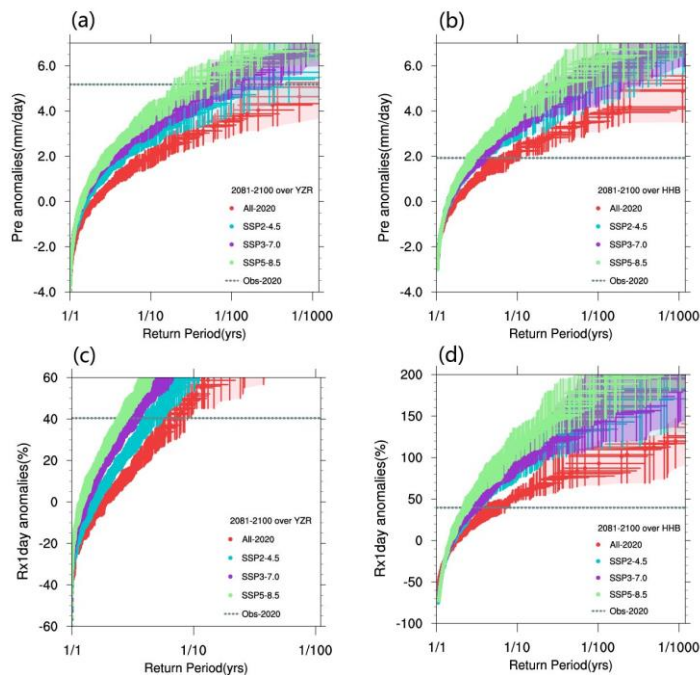 (a)
Pre anomalies(mm/day)
6.0
4.0
2.0
0.0
-2.0
-4.0
2081-2100 over YZR
All-2020
SSP2-4.5
SSP3-7.0
SSP5-8.5
Obs-2020
1/1 1/10 1/100 1/1000
Return Period(yrs)
(b)
Pre anomalies(mm/day)
6.0
4.0
2.0
0.0
-2.0
-4.0
2081-2100 over HHB
All-2020
SSP2-4.5
SSP3-7.0
SSP5-8.5
Obs-2020
1/1 1/10 1/100 1/1000
Return Period(yrs)
(c)
Rx1day anomalies(%)
60
40
20
0
-20
-40
-60
2081-2100 over YZR
All-2020
SSP2-4.5
SSP3-7.0
SSP5-8.5
Obs-2020
1/1 1/10 1/100
Return Period(yrs)
(d)
Rx1day anomalies(%)
200
150
100
50
0
-50
-100
2081-2100 over HHB
All-2020
SSP2-4.5
SSP3-7.0
SSP5-8.5
Obs-2020
1/1 1/10 1/100 1/1000
Return Period(yrs)